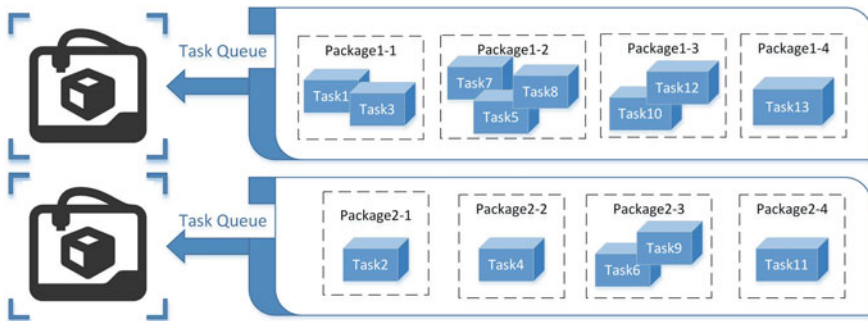 Task Queue
Package1-1
Package1-2
Package1-3
Package1-4
Task1
Task3
Task7
Task8
Task5
Task12
Task10
Task13
Task Queue
Package2-1
Package2-2
Package2-3
Package2-4
Task2
Task4
Task9
Task6
Task11